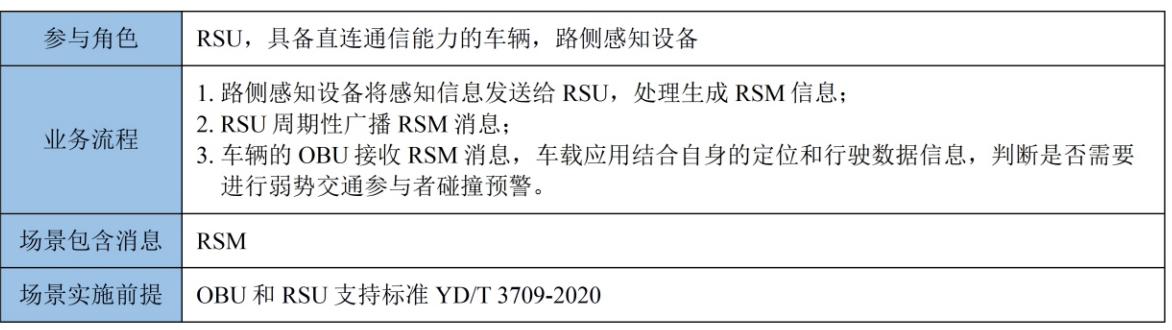 参与角色
RSU，具备直连通信能力的车辆，路侧感知设备
业务流程
1. 路侧感知设备将感知信息发送给 RSU，处理生成 RSM 信息；
2. RSU 周期性广播 RSM 消息；
3. 车辆的 OBU 接收 RSM 消息，车载应用结合自身的定位和行驶数据信息，判断是否需要
进行弱势交通参与者碰撞预警。
场景包含消息
RSM
场景实施前提
OBU 和 RSU 支持标准 YD/T 3709-2020